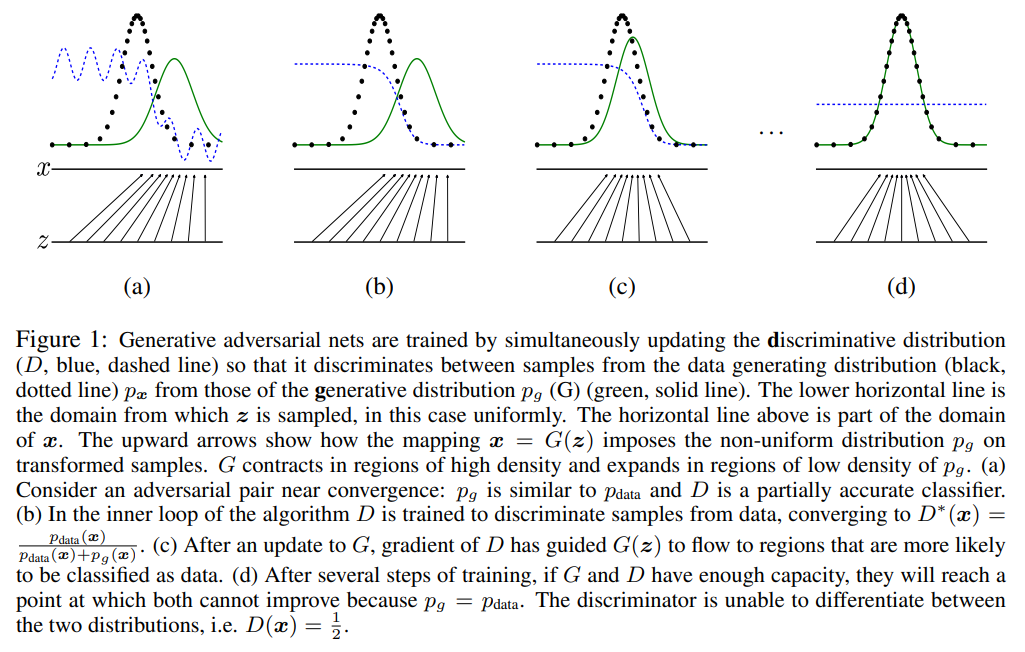 x
z
...
(a) (b) (c) (d)
Figure 1: Generative adversarial nets are trained by simultaneously updating the discriminative distribution
(D, blue, dashed line) so that it discriminates between samples from the data generating distribution (black,
dotted line) pₓ from those of the generative distribution p_g (G) (green, solid line). The lower horizontal line is
the domain from which z is sampled, in this case uniformly. The horizontal line above is part of the domain
of x. The upward arrows show how the mapping x = G(z) imposes the non-uniform distribution p_g on
transformed samples. G contracts in regions of high density and expands in regions of low density of p_g. (a)
Consider an adversarial pair near convergence: p_g is similar to p_data and D is a partially accurate classifier.
(b) In the inner loop of the algorithm D is trained to discriminate samples from data, converging to D*(x) =
p_data(x) / (p_data(x)+p_g(x)). (c) After an update to G, gradient of D has guided G(z) to flow to regions that are more likely
to be classified as data. (d) After several steps of training, if G and D have enough capacity, they will reach a
point at which both cannot improve because p_g = p_data. The discriminator is unable to differentiate between
the two distributions, i.e. D(x) = 1/2.